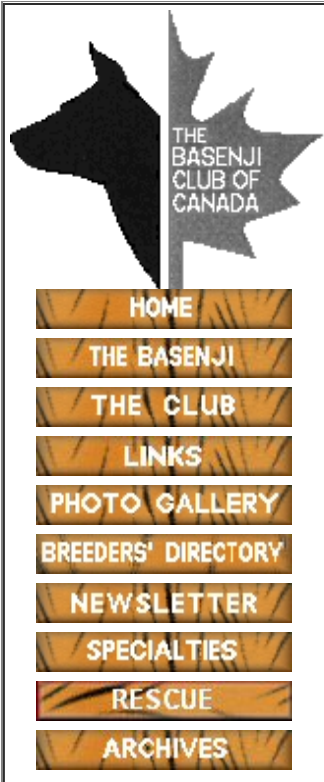 THE
BASENJI
CLUB OF
CANADA
HOME
THE BASENJI
THE CLUB
LINKS
PHOTO GALLERY
BREEDERS' DIRECTORY
NEWSLETTER
SPECIALTIES
RESCUE
ARCHIVES